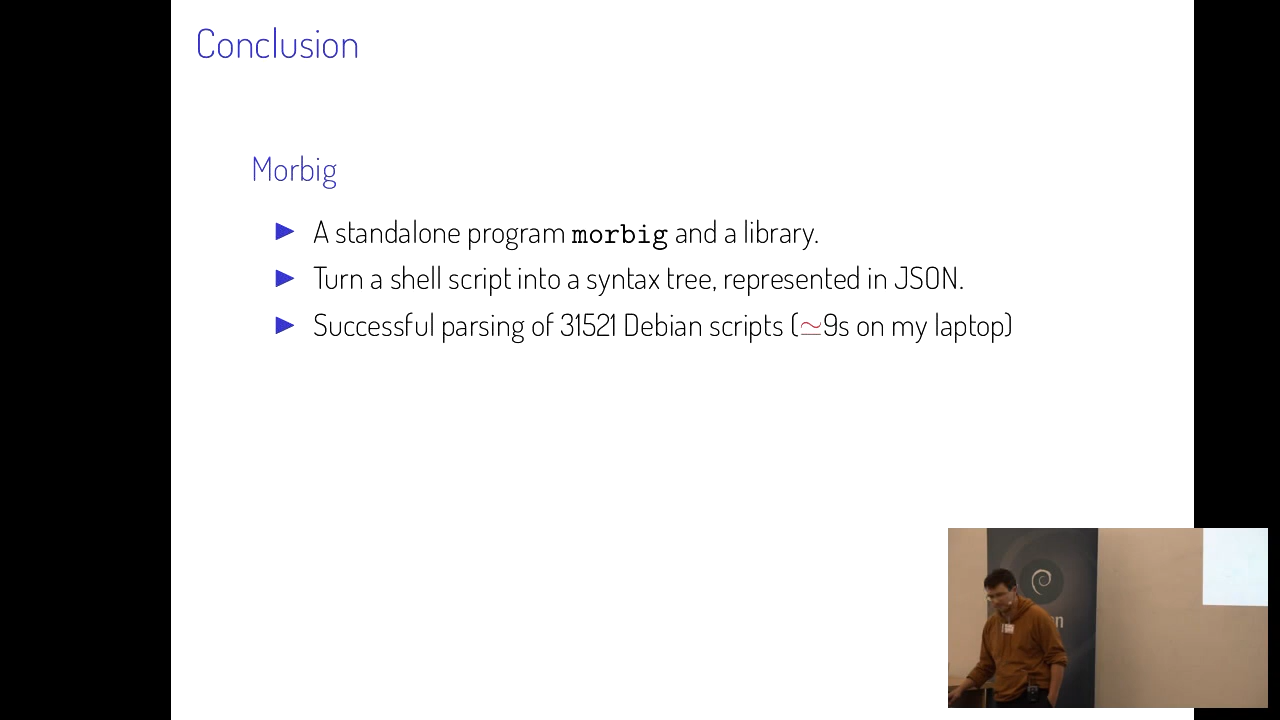 Conclusion
Morbig
▶ A standalone program morbig and a library.
▶ Turn a shell script into a syntax tree, represented in JSON.
▶ Successful parsing of 31521 Debian scripts (≃9s on my laptop)